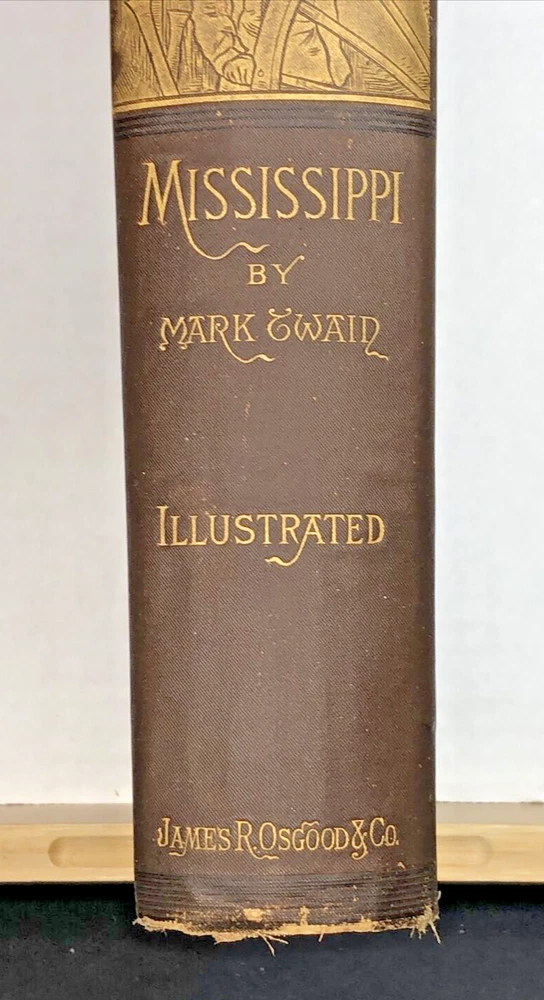 MISSISSIPPI
BY
MARK TWAIN
ILLUSTRATED
JAMES R. OSGOOD & CO.